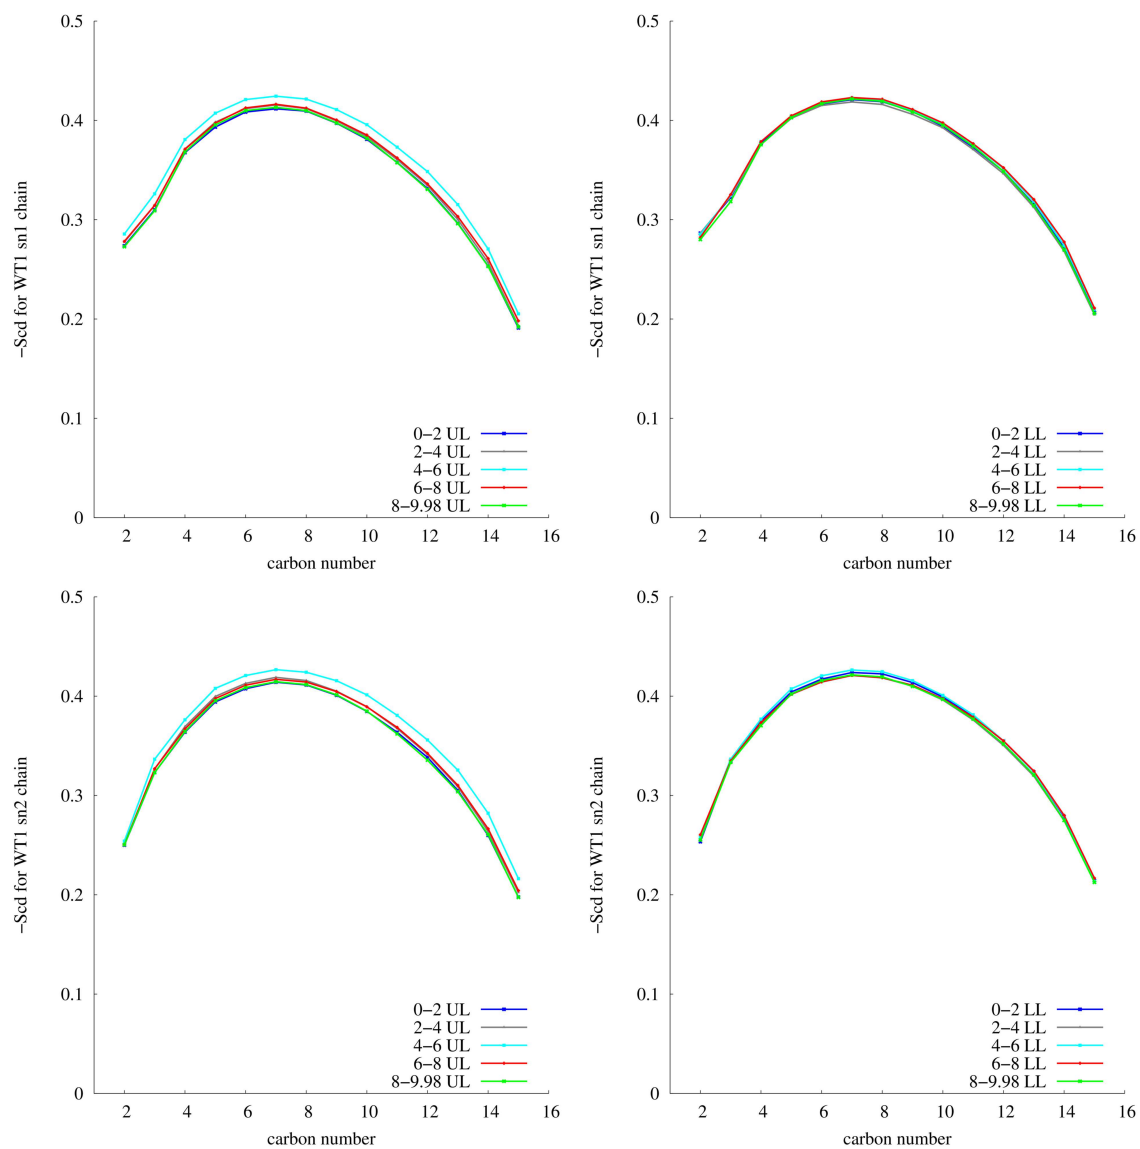 0.5
0.4
0.3
0.2
0.1
0
−Scd for WT1 sn1 chain
0−2 UL
2−4 UL
4−6 UL
6−8 UL
8−9.98 UL
2 4 6 8 10 12 14 16
carbon number
0.5
0.4
0.3
0.2
0.1
0
−Scd for WT1 sn1 chain
0−2 LL
2−4 LL
4−6 LL
6−8 LL
8−9.98 LL
2 4 6 8 10 12 14 16
carbon number
0.5
0.4
0.3
0.2
0.1
0
−Scd for WT1 sn2 chain
0−2 UL
2−4 UL
4−6 UL
6−8 UL
8−9.98 UL
2 4 6 8 10 12 14 16
carbon number
0.5
0.4
0.3
0.2
0.1
0
−Scd for WT1 sn2 chain
0−2 LL
2−4 LL
4−6 LL
6−8 LL
8−9.98 LL
2 4 6 8 10 12 14 16
carbon number